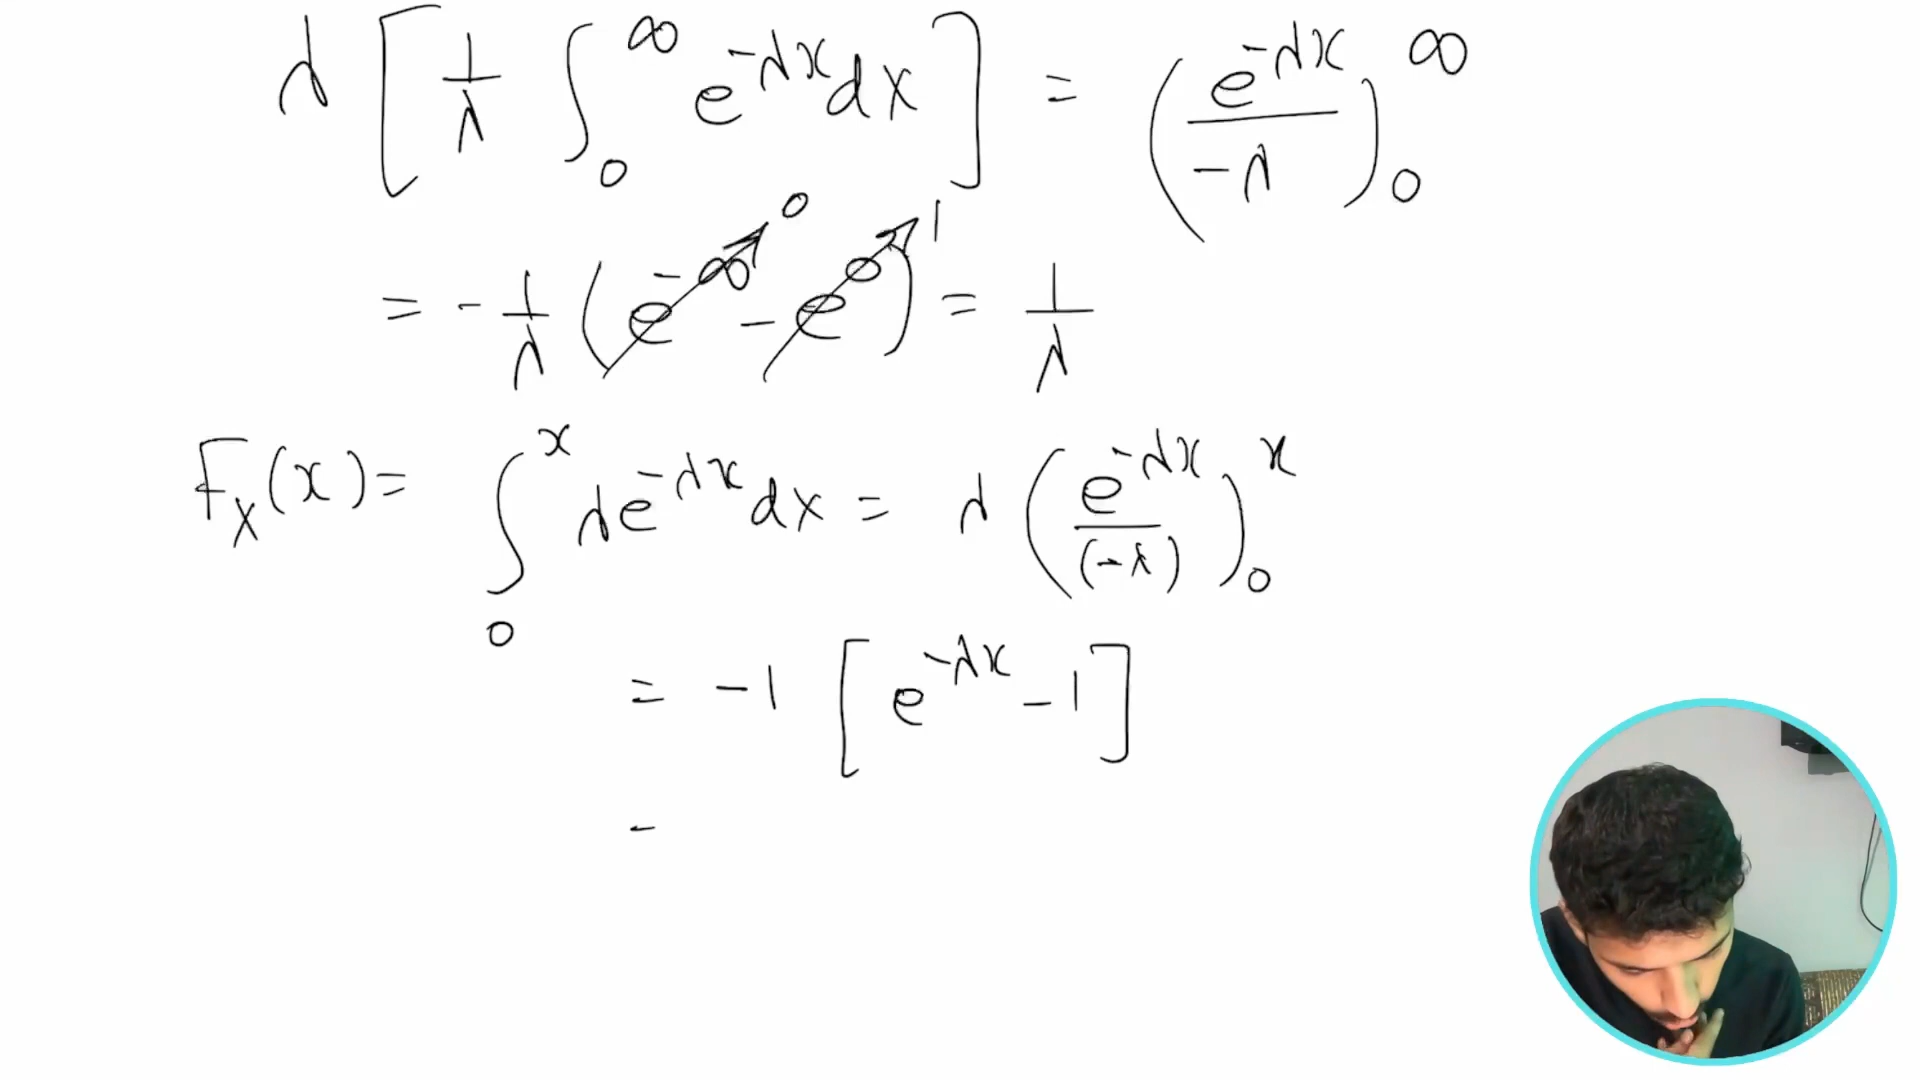 λ [ 1/λ ∫₀^∞ e^{-λx} dx ] = ( e^{-λx} / -λ )₀^∞
= - 1/λ ( e^{-∞} → 0 - e^0 → 1 ) = 1/λ
F_X(x) = ∫₀^x λe^{-λx} dx = λ ( e^{-λx} / (-λ) )₀^x
= -1 [ e^{-λx} - 1 ]
-